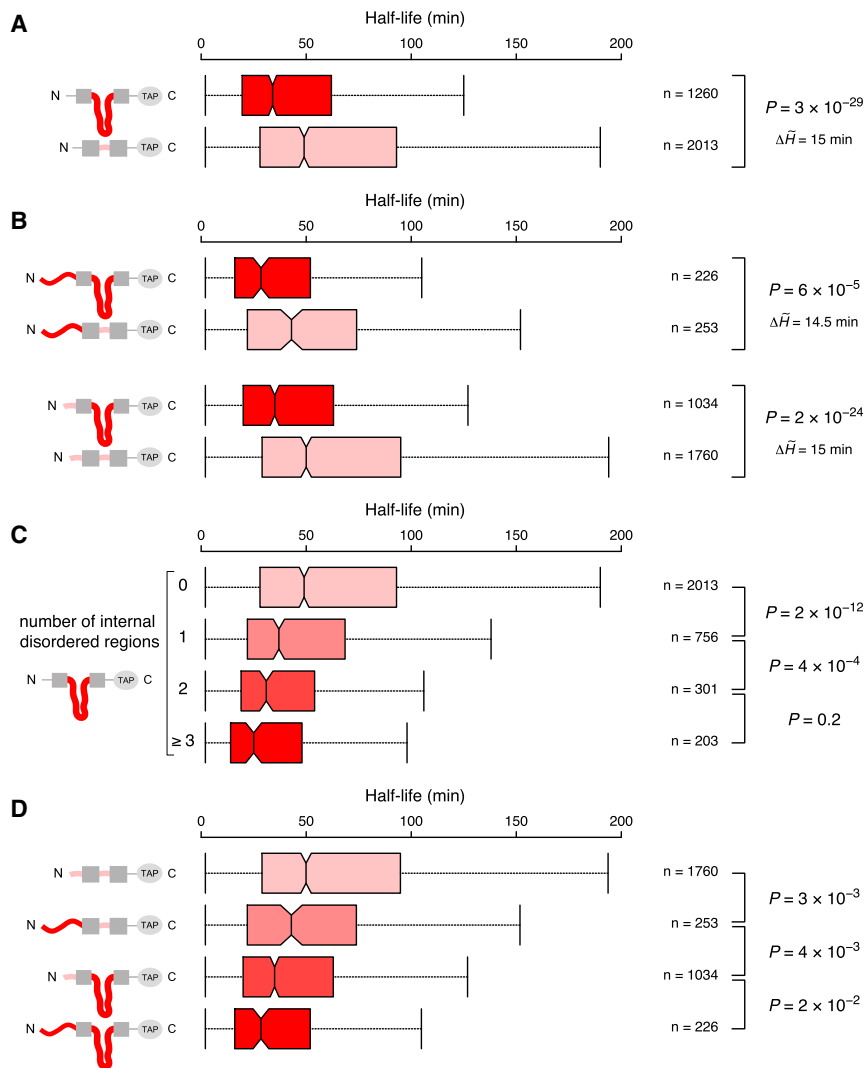 A
Half-life (min)
0 50 100 150 200
N TAP C n = 1260
P = 3 × 10⁻²⁹
ΔH̃ = 15 min
N TAP C n = 2013
B
Half-life (min)
0 50 100 150 200
N TAP C n = 226
P = 6 × 10⁻⁵
ΔH̃ = 14.5 min
N TAP C n = 253
N TAP C n = 1034
P = 2 × 10⁻²⁴
ΔH̃ = 15 min
N TAP C n = 1760
C
Half-life (min)
0 50 100 150 200
0 n = 2013
P = 2 × 10⁻¹²
number of internal
disordered regions
1 n = 756
P = 4 × 10⁻⁴
N TAP C
2 n = 301
P = 0.2
≥ 3 n = 203
D
Half-life (min)
0 50 100 150 200
N TAP C n = 1760
P = 3 × 10⁻³
N TAP C n = 253
P = 4 × 10⁻³
N TAP C n = 1034
P = 2 × 10⁻²
N TAP C n = 226